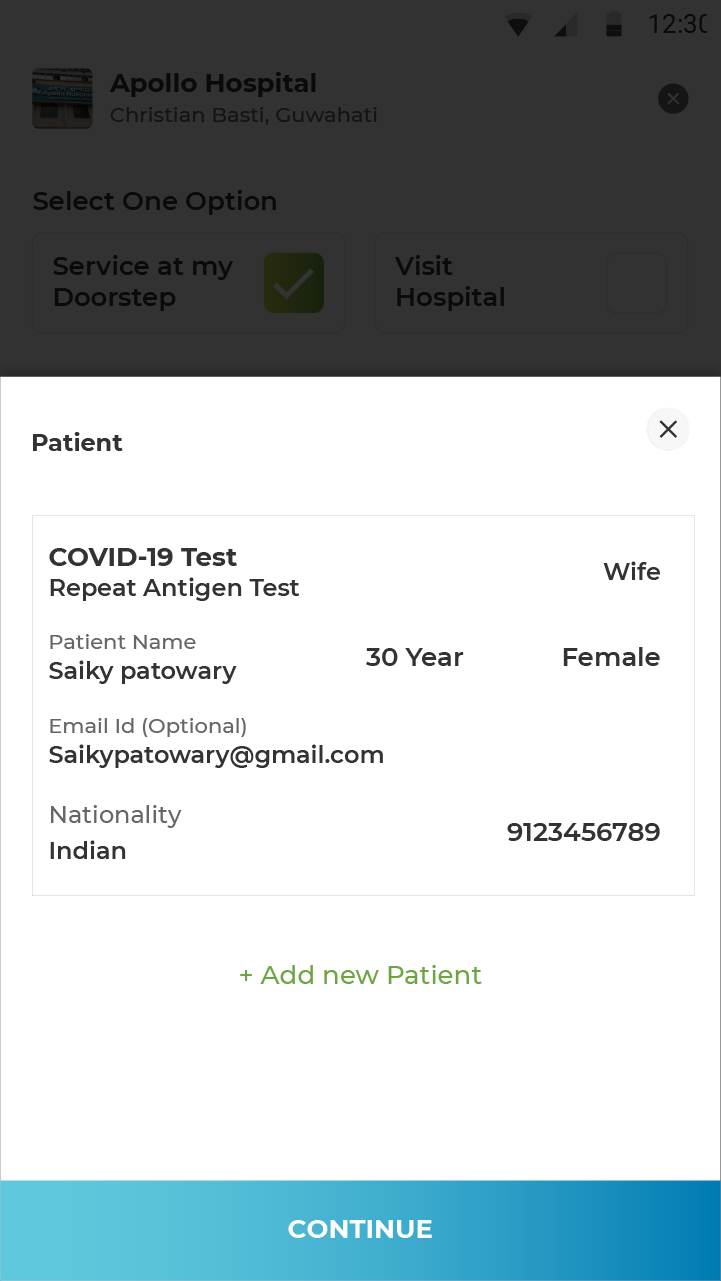 12:30
Apollo Hospital
Christian Basti, Guwahati
Select One Option
Service at my
Doorstep
Visit
Hospital
Patient
COVID-19 Test
Repeat Antigen Test
Wife
Patient Name
Saiky patowary
30 Year
Female
Email Id (Optional)
Saikypatowary@gmail.com
Nationality
Indian
9123456789
+ Add new Patient
CONTINUE